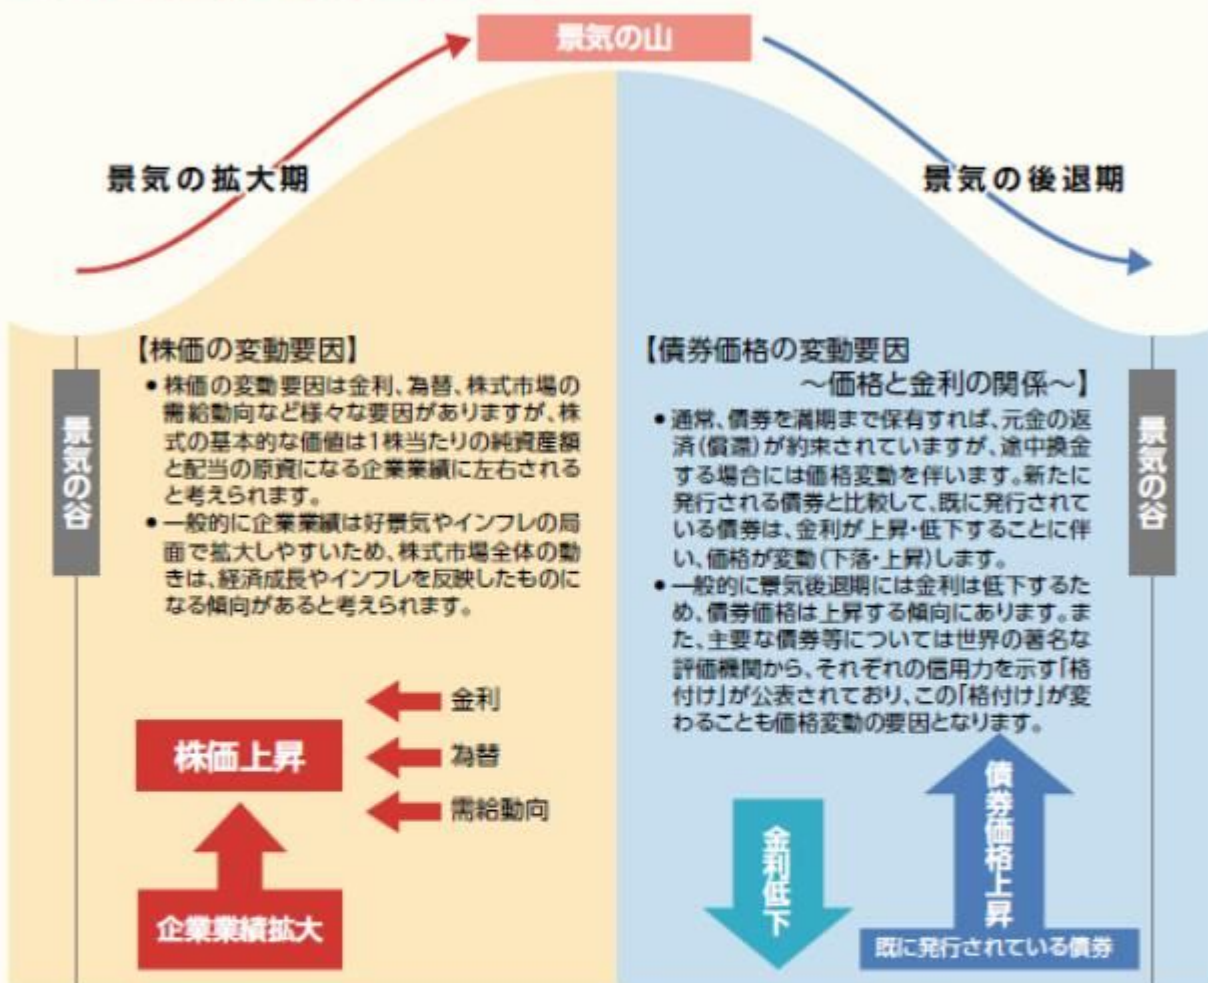 景気の山
景気の拡大期
景気の後退期
景気の谷
【株価の変動要因】
●株価の変動要因は金利、為替、株式市場の
需給動向など様々な要因がありますが、株
式の基本的な価値は1株当たりの純資産額
と配当の原資になる企業業績に左右される
と考えられます。
●一般的に企業業績は好景気やインフレの局
面で拡大しやすいため、株式市場全体の動
きは、経済成長やインフレを反映したものに
なる傾向があると考えられます。
金利
株価上昇
為替
需給動向
企業業績拡大
【債券価格の変動要因
～価格と金利の関係～】
●通常、債券を満期まで保有すれば、元金の返
済(償還)が約束されていますが、途中換金
する場合には価格変動を伴います。新たに
発行される債券と比較して、既に発行されて
いる債券は、金利が上昇・低下することに伴
い、価格が変動(下落・上昇)します。
●一般的に景気後退期には金利は低下するた
め、債券価格は上昇する傾向にあります。ま
た、主要な債券等については世界の著名な
評価機関から、それぞれの信用力を示す「格
付け」が公表されており、この「格付け」が変
わることも価格変動の要因となります。
金利低下
債券価格上昇
既に発行されている債券
景気の谷